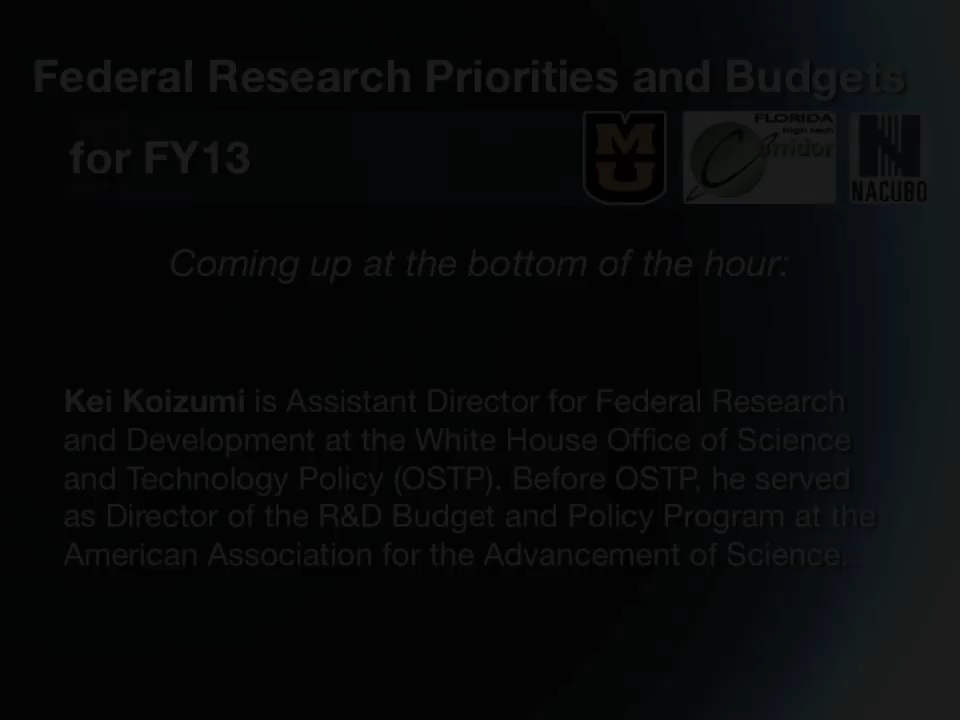 Federal Research Priorities and Budgets
for FY13
MU
FLORIDA
high tech
Corridor
NACUBO
Coming up at the bottom of the hour:
Kei Koizumi is Assistant Director for Federal Research
and Development at the White House Office of Science
and Technology Policy (OSTP). Before OSTP, he served
as Director of the R&D Budget and Policy Program at the
American Association for the Advancement of Science.